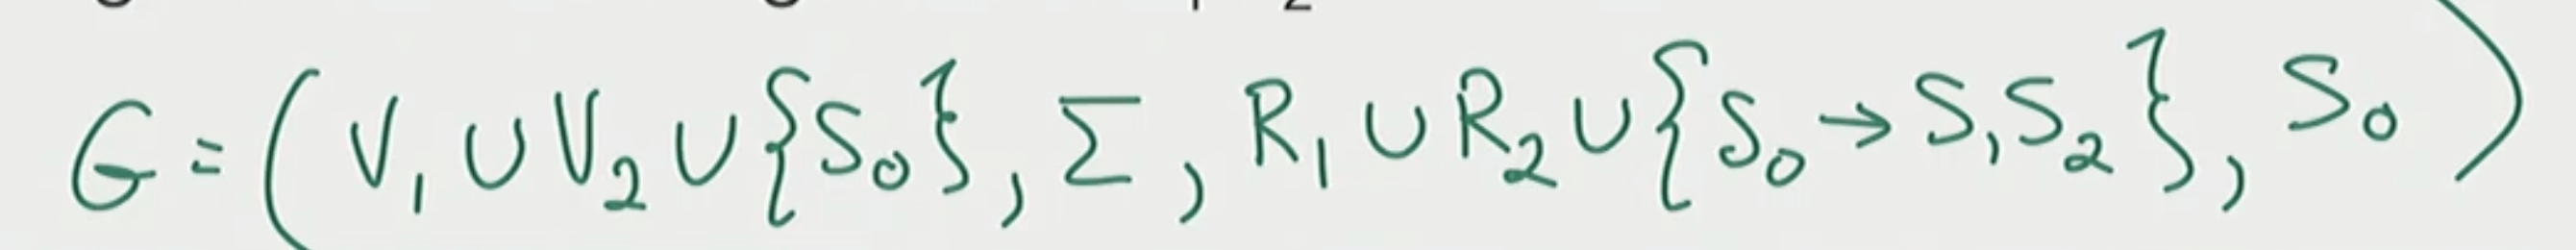 G = (V₁ ∪ V₂ ∪ {S₀}, Σ, R₁ ∪ R₂ ∪ {S₀ → S₁S₂}, S₀)